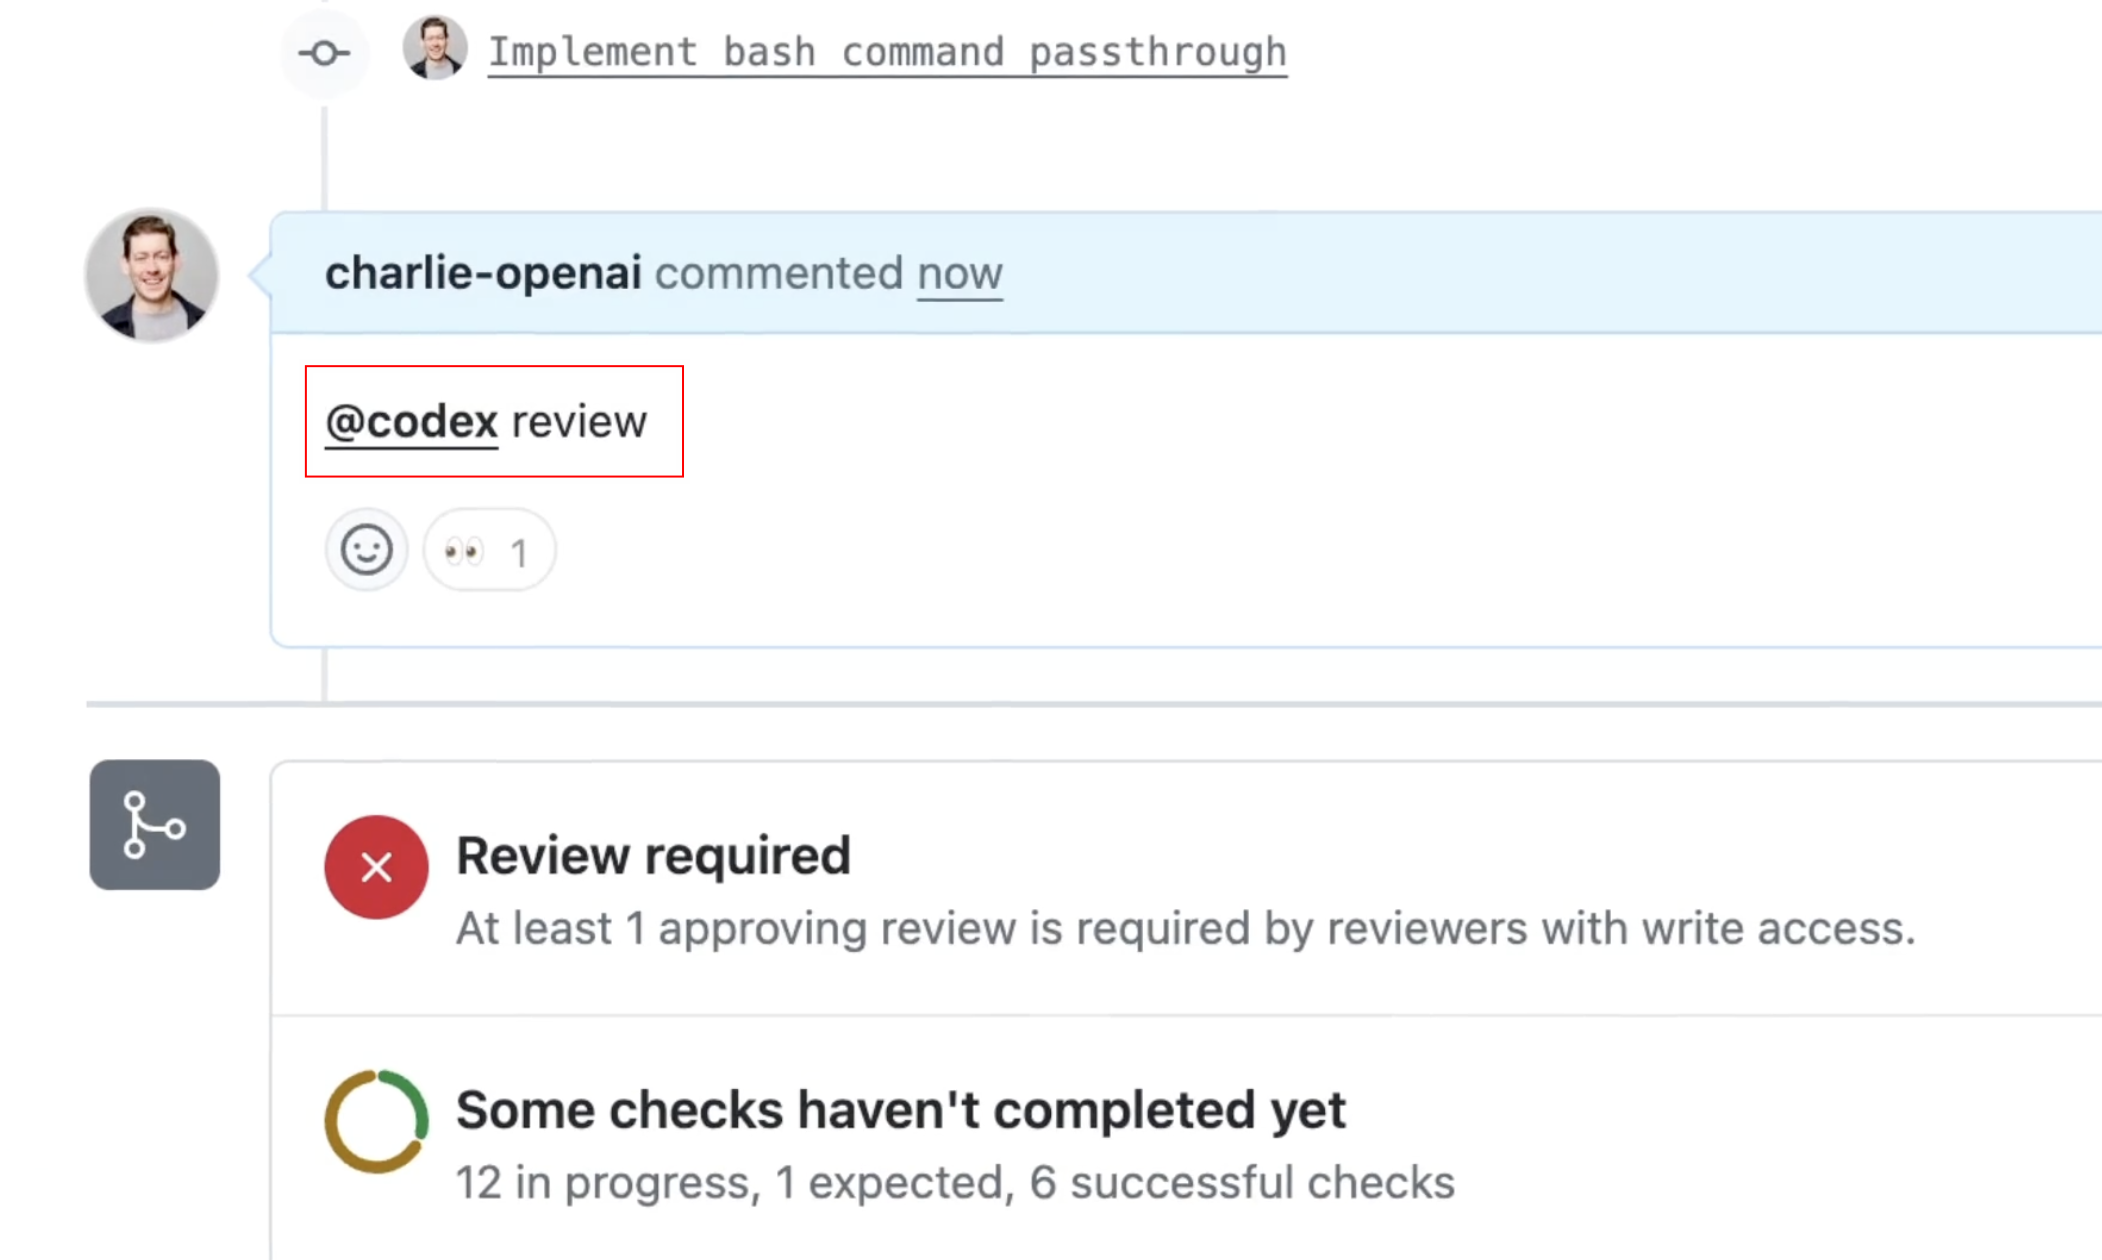 Implement bash command passthrough
charlie-openai commented now
@codex review
👀 1
Review required
At least 1 approving review is required by reviewers with write access.
Some checks haven't completed yet
12 in progress, 1 expected, 6 successful checks